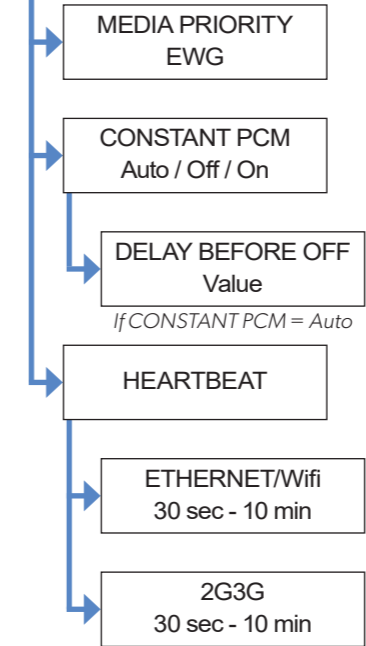 MEDIA PRIORITY
EWG
CONSTANT PCM
Auto / Off / On
DELAY BEFORE OFF
Value
If CONSTANT PCM = Auto
HEARTBEAT
ETHERNET/Wifi
30 sec - 10 min
2G3G
30 sec - 10 min